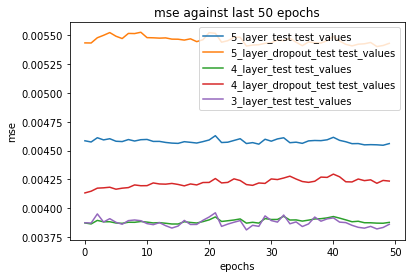 mse against last 50 epochs
0.00550
0.00525
0.00500
0.00475
0.00450
0.00425
0.00400
0.00375
mse
5_layer_test test_values
5_layer_dropout_test test_values
4_layer_test test_values
4_layer_dropout_test test_values
3_layer_test test_values
0 10 20 30 40 50
epochs